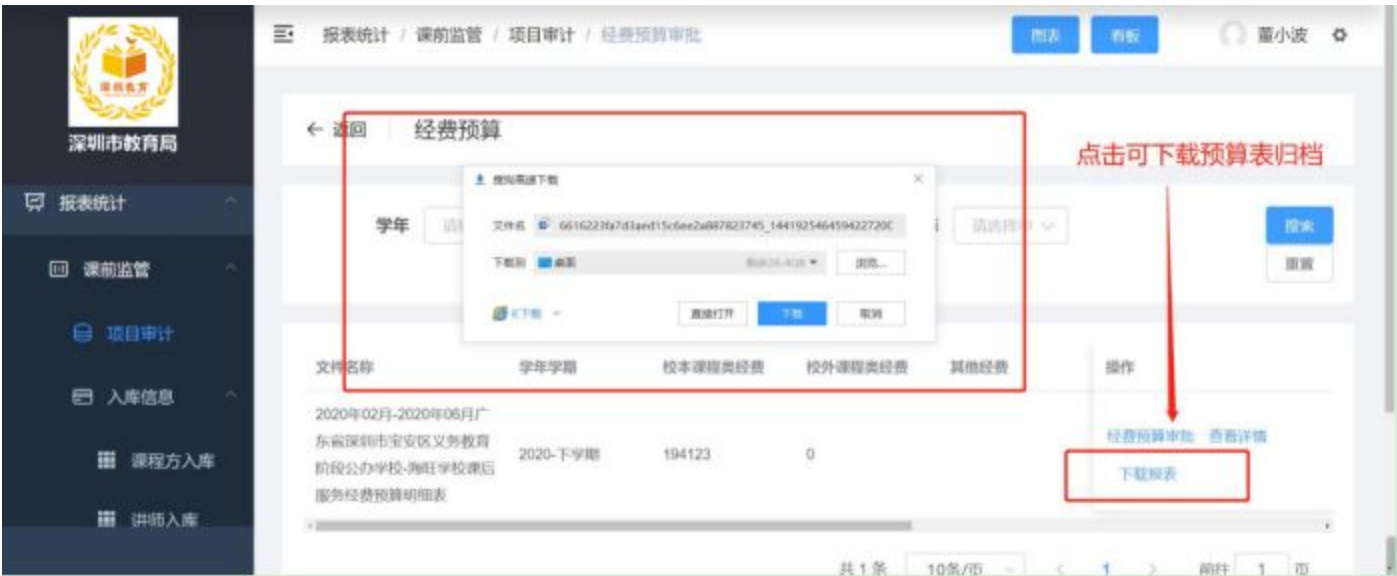 深圳教育
深圳市教育局
报表统计
课前监管
项目审计
入库信息
课程方入库
讲师入库
报表统计 / 课前监管 / 项目审计 / 经费预算审批
图表
看板
董小波
← 返回
经费预算
点击可下载预算表归档
搜狗高速下载
文件名
下载到
桌面
浏览...
直接打开
下载
取消
学年
搜索
重置
文件名称
学年学期
校本课程类经费
校外课程类经费
其他经费
操作
2020年02月-2020年06月广
东省深圳市宝安区义务教育
阶段公办学校-海旺学校课后
服务经费预算明细表
2020-下学期
194123
0
经费预算审批
查看详情
下载报表
共 1 条
10条/页
1
前往
1
页